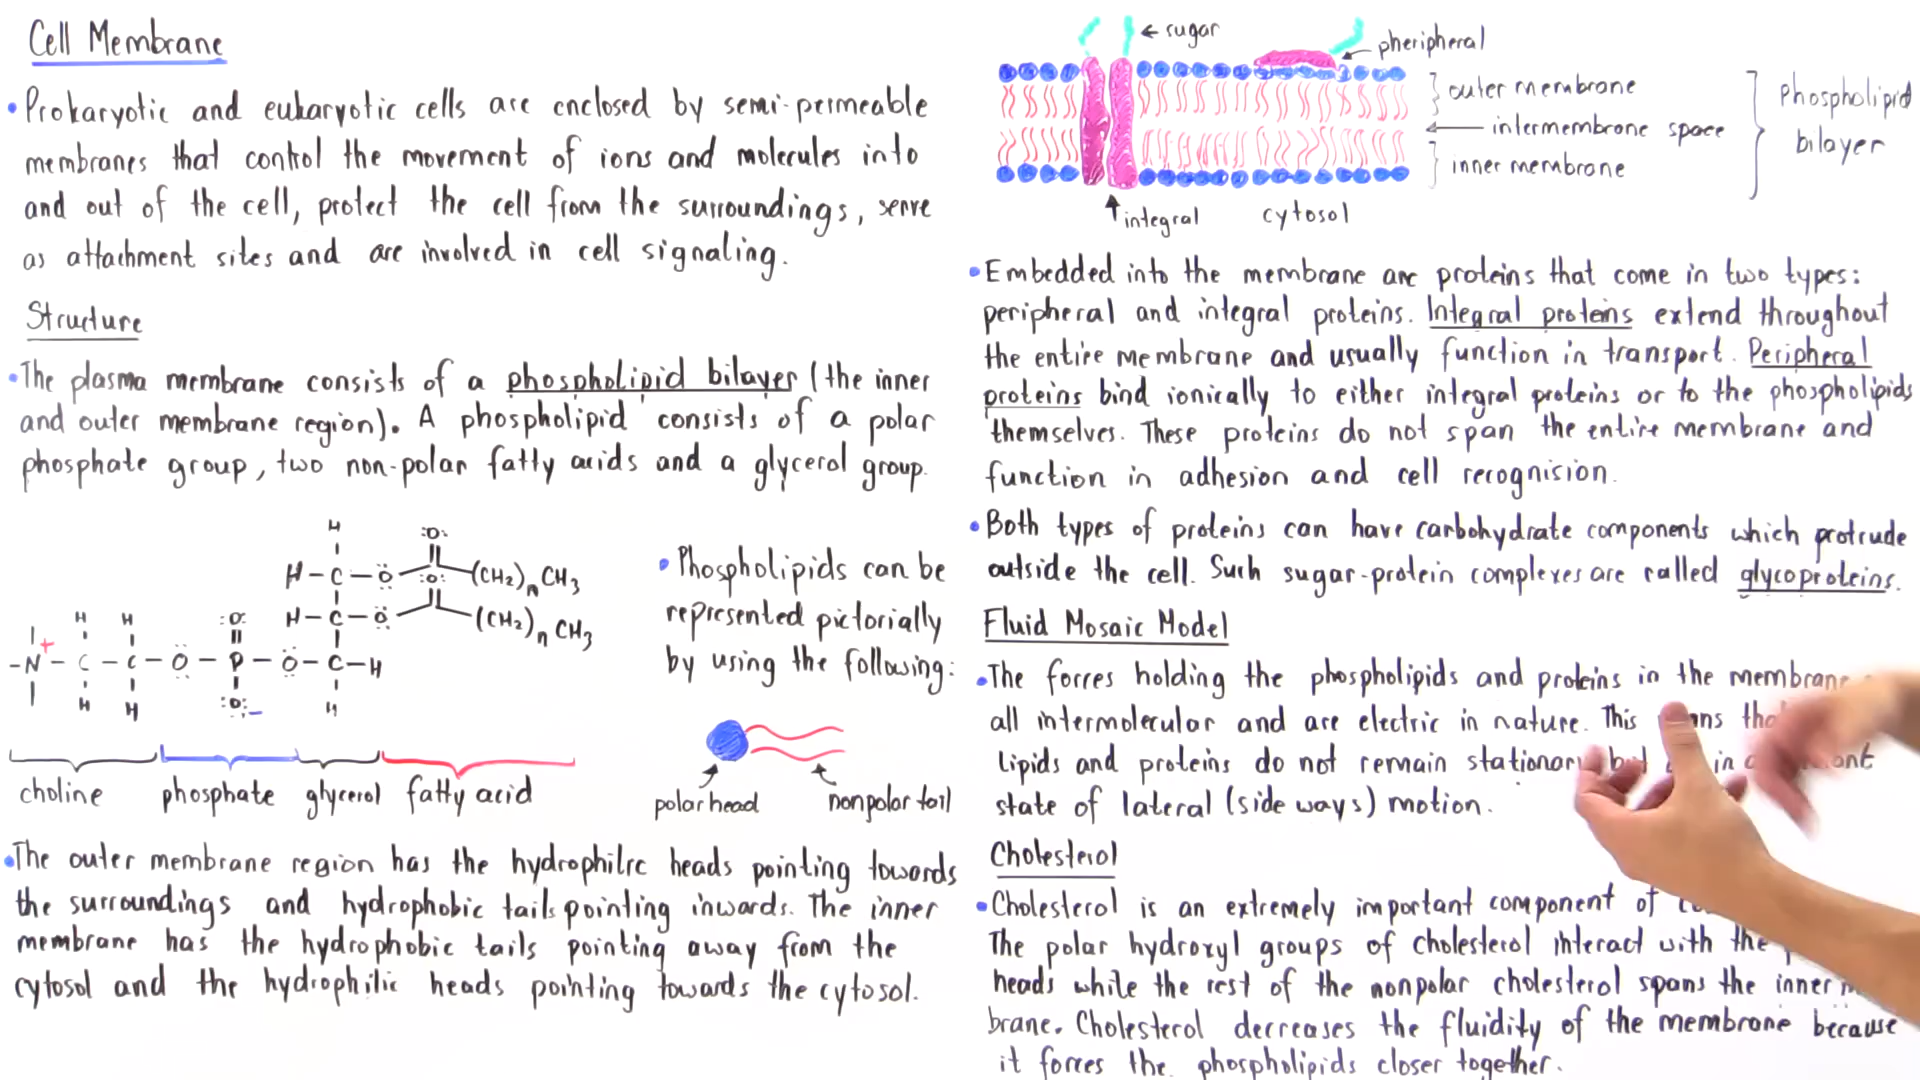 Cell Membrane
• Prokaryotic and eukaryotic cells are enclosed by semi-permeable
membranes that control the movement of ions and molecules into
and out of the cell, protect the cell from the surroundings, serve
as attachment sites and are involved in cell signaling.
Structure
• The plasma membrane consists of a phospholipid bilayer (the inner
and outer membrane region). A phospholipid consists of a polar
phosphate group, two non-polar fatty acids and a glycerol group.
H :O:
H-C-O (CH2)n CH3
:O:
H-C-O (CH2)n CH3
H H :O:
-N+-C-C-O-P-O-C-H
H H :O:- H
choline phosphate glycerol fatty acid
• Phospholipids can be
represented pictorially
by using the following:
polar head nonpolar tail
• The outer membrane region has the hydrophilic heads pointing towards
the surroundings and hydrophobic tails pointing inwards. The inner
membrane has the hydrophobic tails pointing away from the
cytosol and the hydrophilic heads pointing towards the cytosol.
← sugar
pheripheral
outer membrane
intermembrane space
inner membrane
Phospholipid
bilayer
integral cytosol
• Embedded into the membrane are proteins that come in two types:
peripheral and integral proteins. Integral proteins extend throughout
the entire membrane and usually function in transport. Peripheral
proteins bind ionically to either integral proteins or to the phospholipids
themselves. These proteins do not span the entire membrane and
function in adhesion and cell recognision.
• Both types of proteins can have carbohydrate components which protrude
outside the cell. Such sugar-protein complexes are called glycoproteins.
Fluid Mosaic Model
• The forces holding the phospholipids and proteins in the membrane
all intermolecular and are electric in nature. This
lipids and proteins do not remain stationary but in
state of lateral (side ways) motion.
Cholesterol
• Cholesterol is an extremely important component of
The polar hydroxyl groups of cholesterol interact with the
heads while the rest of the nonpolar cholesterol spans the inner
brane. Cholesterol decreases the fluidity of the membrane because
it forces the phospholipids closer together.